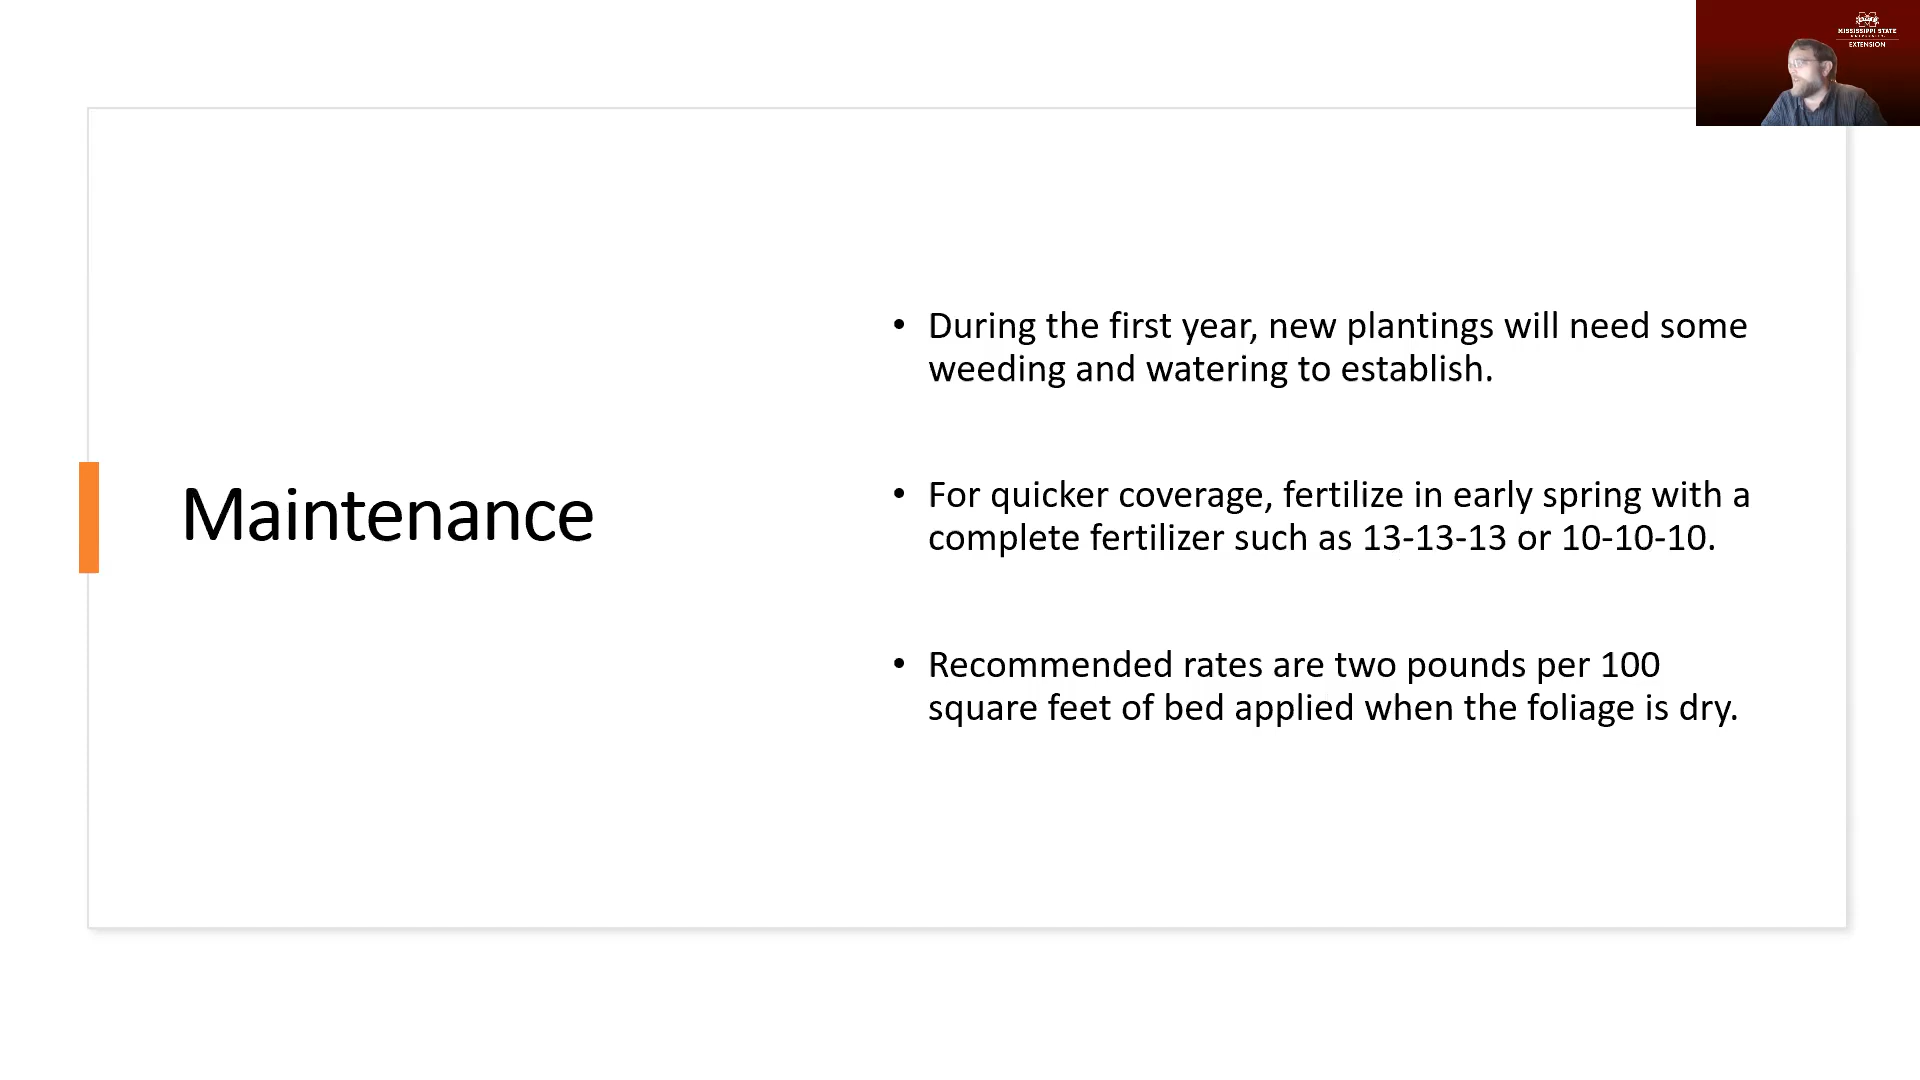 MISSISSIPPI STATE
UNIVERSITY
EXTENSION
Maintenance
• During the first year, new plantings will need some
weeding and watering to establish.
• For quicker coverage, fertilize in early spring with a
complete fertilizer such as 13-13-13 or 10-10-10.
• Recommended rates are two pounds per 100
square feet of bed applied when the foliage is dry.